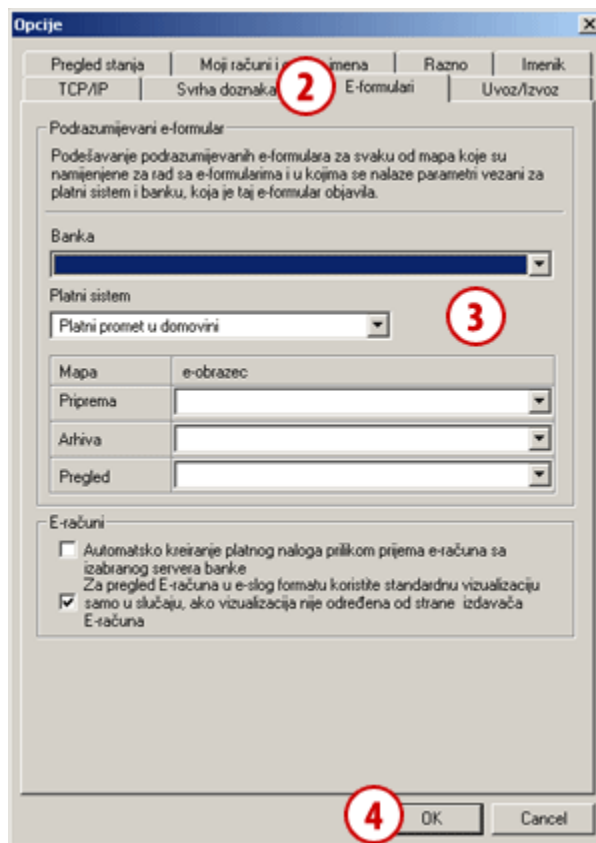 Opcije
Pregled stanja
Moji računi i
imena
Razno
Imenik
TCP/IP
Svrha doznaka
2
E-formulari
Uvoz/Izvoz
Podrazumijevani e-formular
Podešavanje podrazumijevanih e-formulara za svaku od mapa koje su
namijenjene za rad sa e-formularima i u kojima se nalaze parametri vezani za
platni sistem i banku, koja je taj e-formular objavila.
Banka
Platni sistem
Platni promet u domovini
3
Mapa
e-obrazec
Priprema
Arhiva
Pregled
E-računi
Automatsko kreiranje platnog naloga prilikom prijema e-računa sa
izabranog servera banke
Za pregled E-računa u e-slog formatu koristite standardnu vizualizaciju
samo u slučaju, ako vizualizacija nije određena od strane izdavača
E-računa
4
OK
Cancel